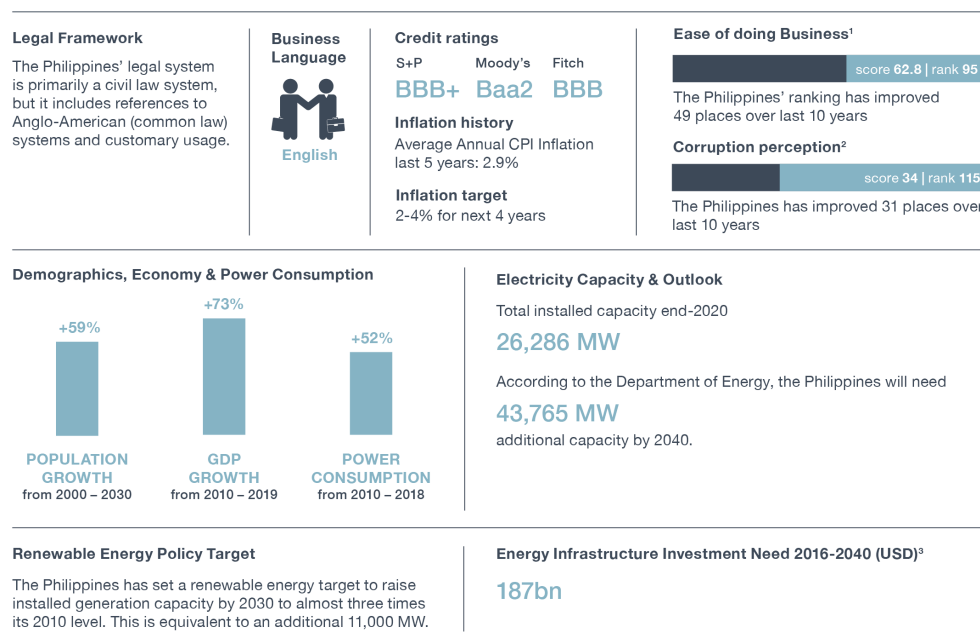 Legal Framework
The Philippines’ legal system
is primarily a civil law system,
but it includes references to
Anglo-American (common law)
systems and customary usage.
Business
Language
English
Credit ratings
S+P Moody’s Fitch
BBB+ Baa2 BBB
Inflation history
Average Annual CPI Inflation
last 5 years: 2.9%
Inflation target
2-4% for next 4 years
Ease of doing Business¹
score 62.8 | rank 95
The Philippines’ ranking has improved
49 places over last 10 years
Corruption perception²
score 34 | rank 115
The Philippines has improved 31 places over
last 10 years
Demographics, Economy & Power Consumption
+59%
+73%
+52%
POPULATION
GROWTH
from 2000 – 2030
GDP
GROWTH
from 2010 – 2019
POWER
CONSUMPTION
from 2010 – 2018
Electricity Capacity & Outlook
Total installed capacity end-2020
26,286 MW
According to the Department of Energy, the Philippines will need
43,765 MW
additional capacity by 2040.
Renewable Energy Policy Target
The Philippines has set a renewable energy target to raise
installed generation capacity by 2030 to almost three times
its 2010 level. This is equivalent to an additional 11,000 MW.
Energy Infrastructure Investment Need 2016-2040 (USD)³
187bn